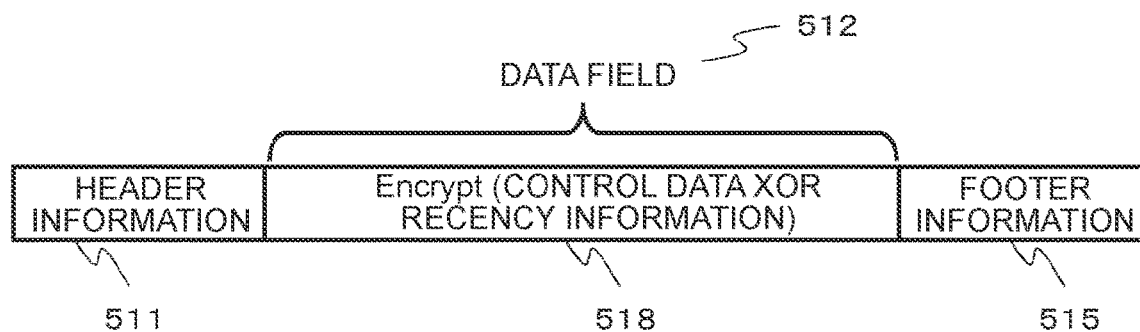 512
DATA FIELD
HEADER
INFORMATION
Encrypt (CONTROL DATA XOR
RECENCY INFORMATION)
FOOTER
INFORMATION
511
518
515